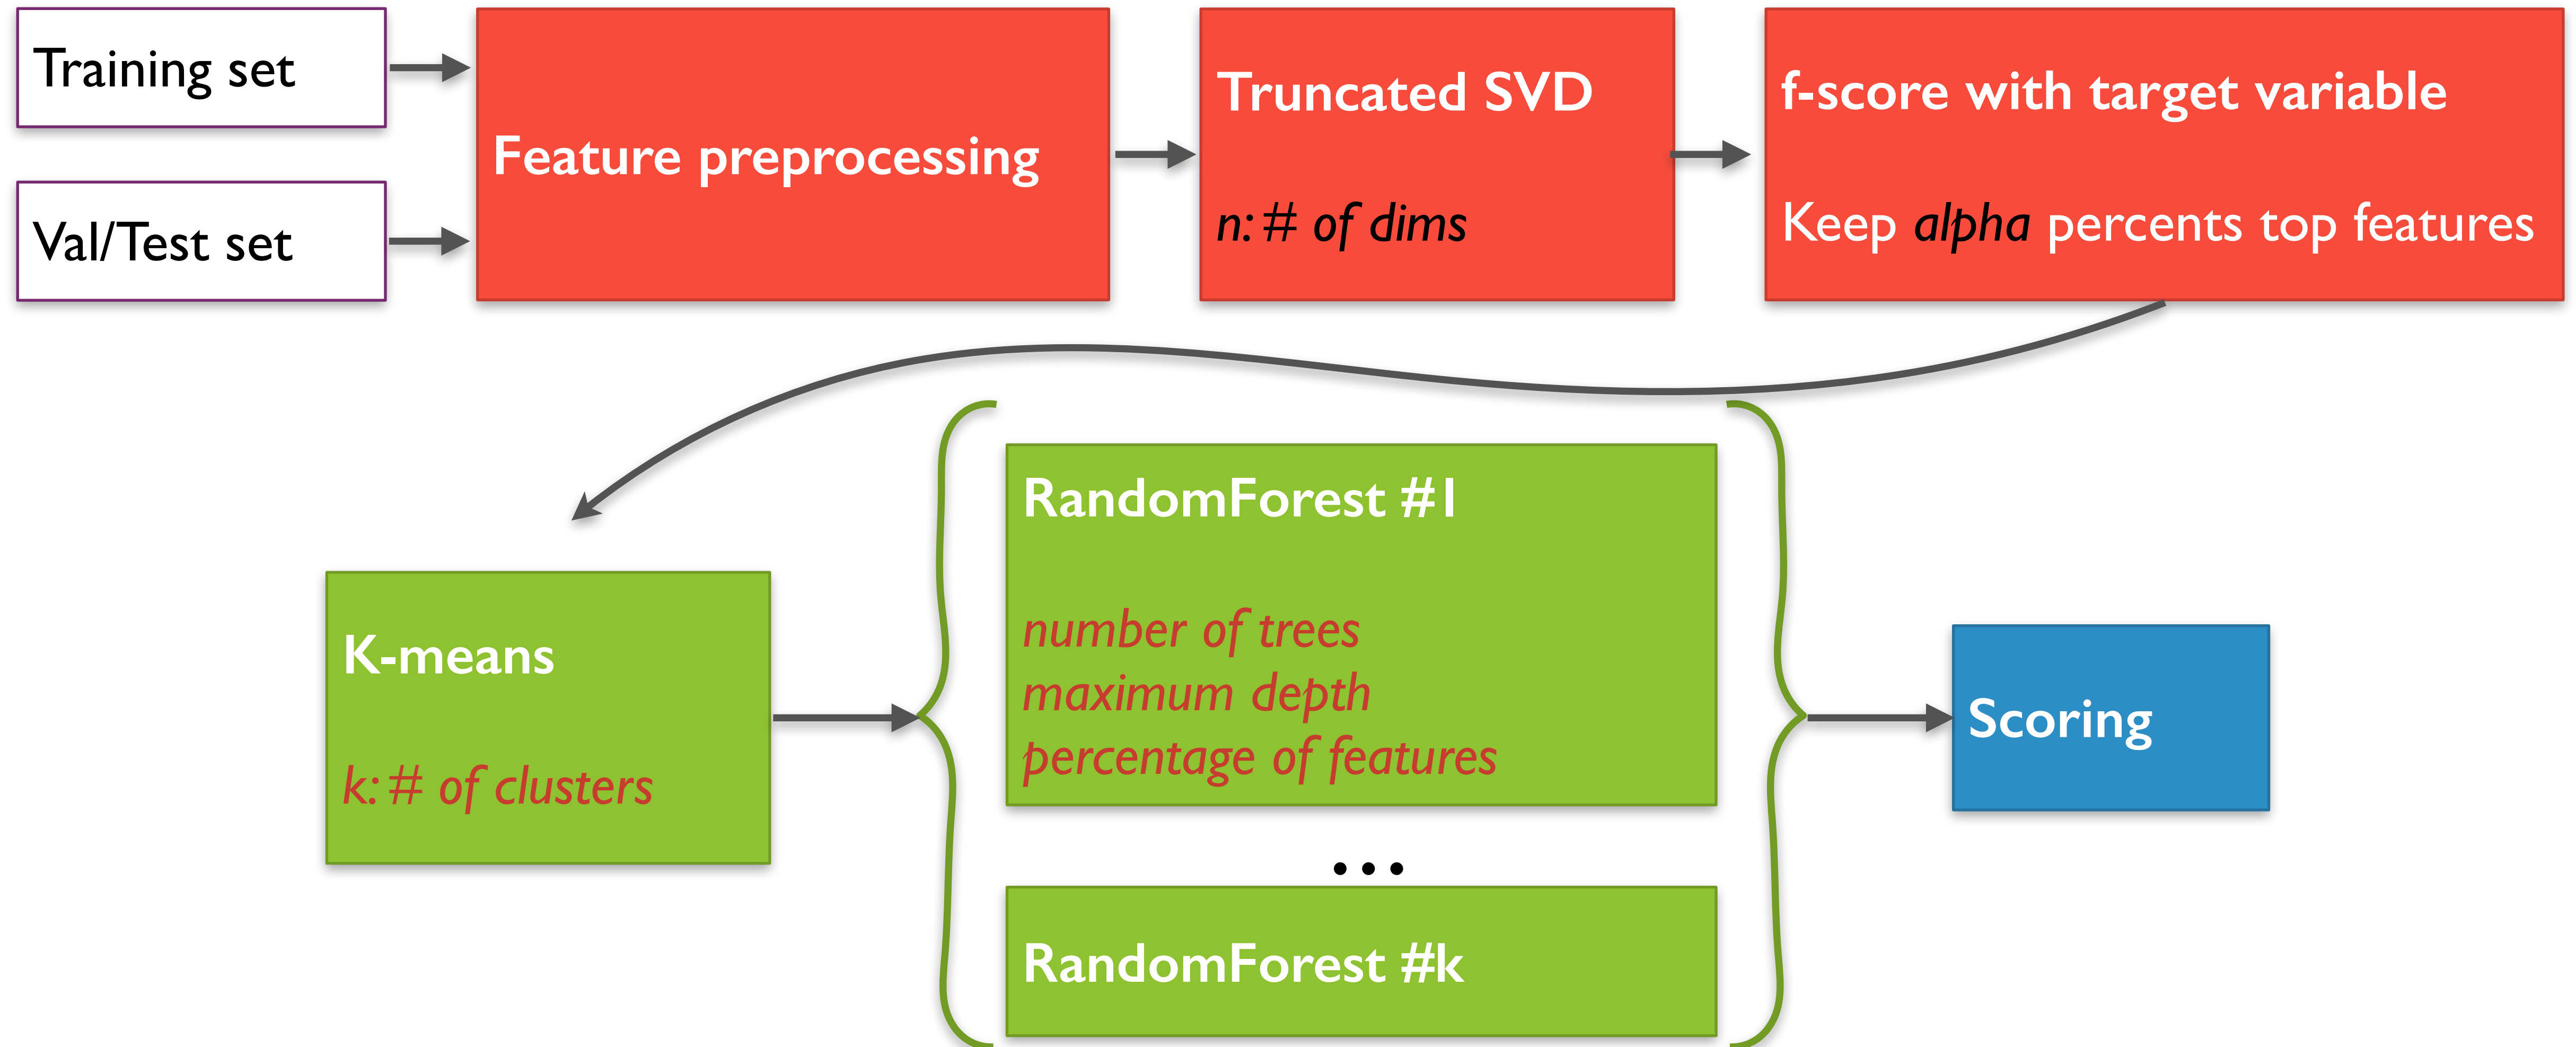 Training set
Val/Test set
Feature preprocessing
Truncated SVD
n: # of dims
f-score with target variable
Keep alpha percents top features
K-means
k: # of clusters
RandomForest #1
number of trees
maximum depth
percentage of features
...
RandomForest #k
Scoring